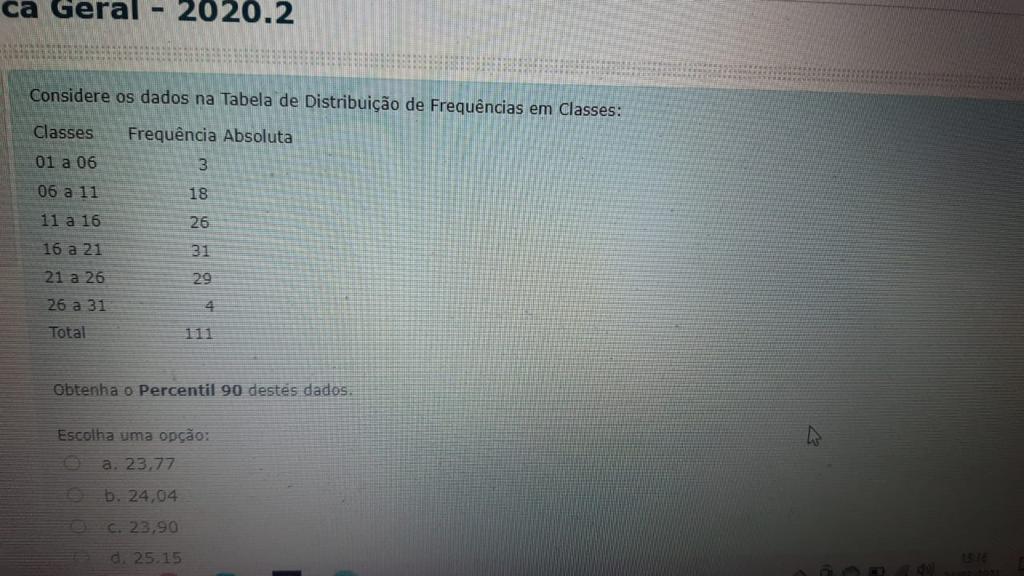 ca Geral - 2020.2
Considere os dados na Tabela de Distribuição de Frequências em Classes:
Classes Frequência Absoluta
01 a 06 3
06 a 11 18
11 a 16 26
16 a 21 31
21 a 26 29
26 a 31 4
Total 111
Obtenha o Percentil 90 destes dados.
Escolha uma opção:
a. 23,77
b. 24,04
c. 23,90
d. 25,15